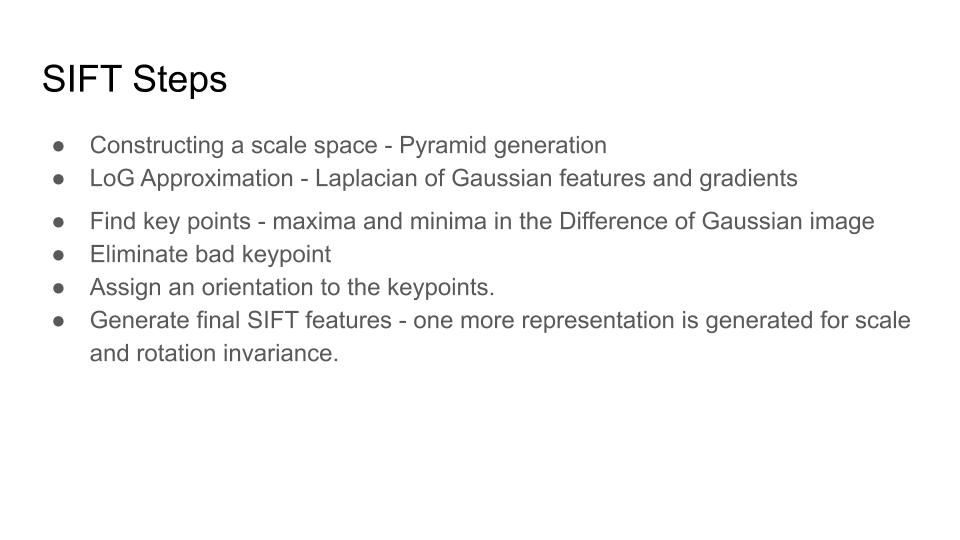 SIFT Steps
● Constructing a scale space - Pyramid generation
● LoG Approximation - Laplacian of Gaussian features and gradients
● Find key points - maxima and minima in the Difference of Gaussian image
● Eliminate bad keypoint
● Assign an orientation to the keypoints.
● Generate final SIFT features - one more representation is generated for scale
and rotation invariance.